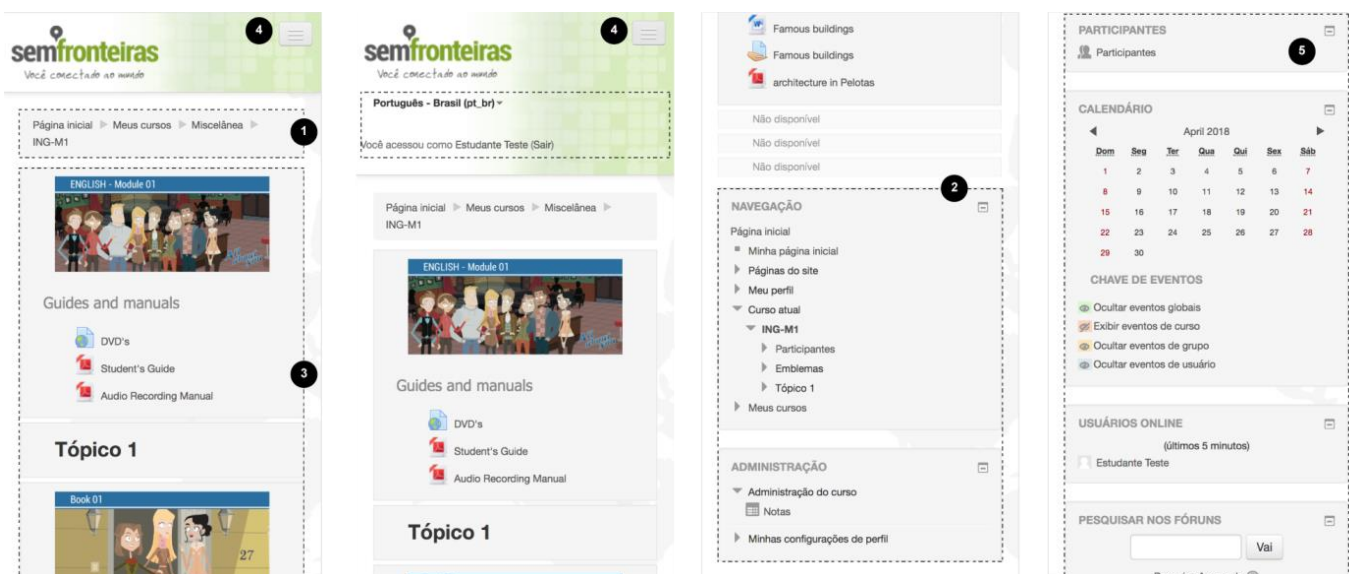 4
semfronteiras
Você conectado ao mundo
Página inicial Meus cursos Miscelânea
ING-M1
1
ENGLISH - Module 01
Guides and manuals
DVD's
Student's Guide
3
Audio Recording Manual
Tópico 1
Book 01
27
4
semfronteiras
Você conectado ao mundo
Português - Brasil (pt_br)
Você acessou como Estudante Teste (Sair)
Página inicial Meus cursos Miscelânea
ING-M1
ENGLISH - Module 01
Guides and manuals
DVD's
Student's Guide
Audio Recording Manual
Tópico 1
Famous buildings
Famous buildings
architecture in Pelotas
Não disponível
Não disponível
Não disponível
2
NAVEGAÇÃO
Página inicial
Minha página inicial
Páginas do site
Meu perfil
Curso atual
ING-M1
Participantes
Emblemas
Tópico 1
Meus cursos
ADMINISTRAÇÃO
Administração do curso
Notas
Minhas configurações de perfil
PARTICIPANTES
Participantes
5
CALENDÁRIO
April 2018
Dom Seg Ter Qua Qui Sex Sáb
1 2 3 4 5 6 7
8 9 10 11 12 13 14
15 16 17 18 19 20 21
22 23 24 25 26 27 28
29 30
CHAVE DE EVENTOS
Ocultar eventos globais
Exibir eventos de curso
Ocultar eventos de grupo
Ocultar eventos de usuário
USUÁRIOS ONLINE
(últimos 5 minutos)
Estudante Teste
PESQUISAR NOS FÓRUNS
Vai